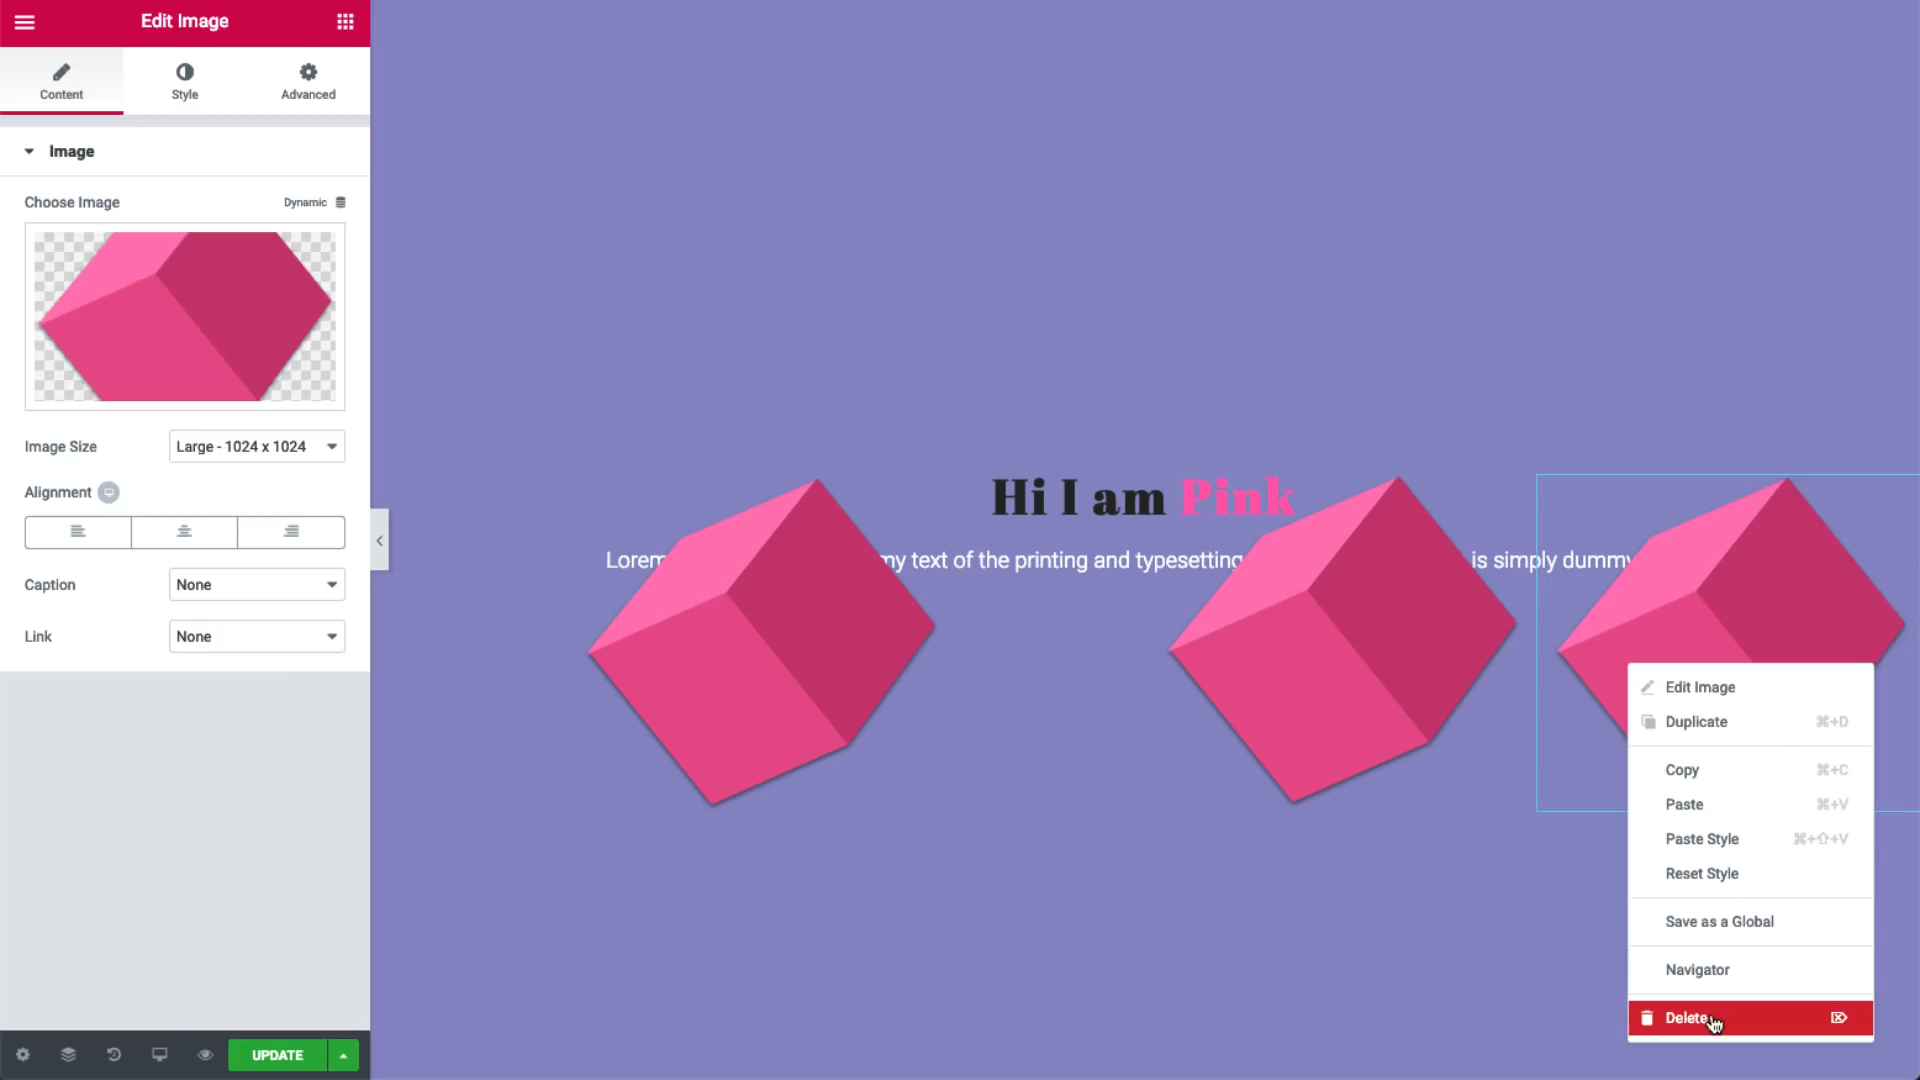 Edit Image
Content
Style
Advanced
Image
Choose Image
Dynamic
Image Size
Large - 1024 x 1024
Alignment
Caption
None
Link
None
UPDATE
Hi I am Pink
Lorem my text of the printing and typesetting is simply dummy
Edit Image
Duplicate ⌘+D
Copy ⌘+C
Paste ⌘+V
Paste Style ⌘+⇧+V
Reset Style
Save as a Global
Navigator
Delete ⌦